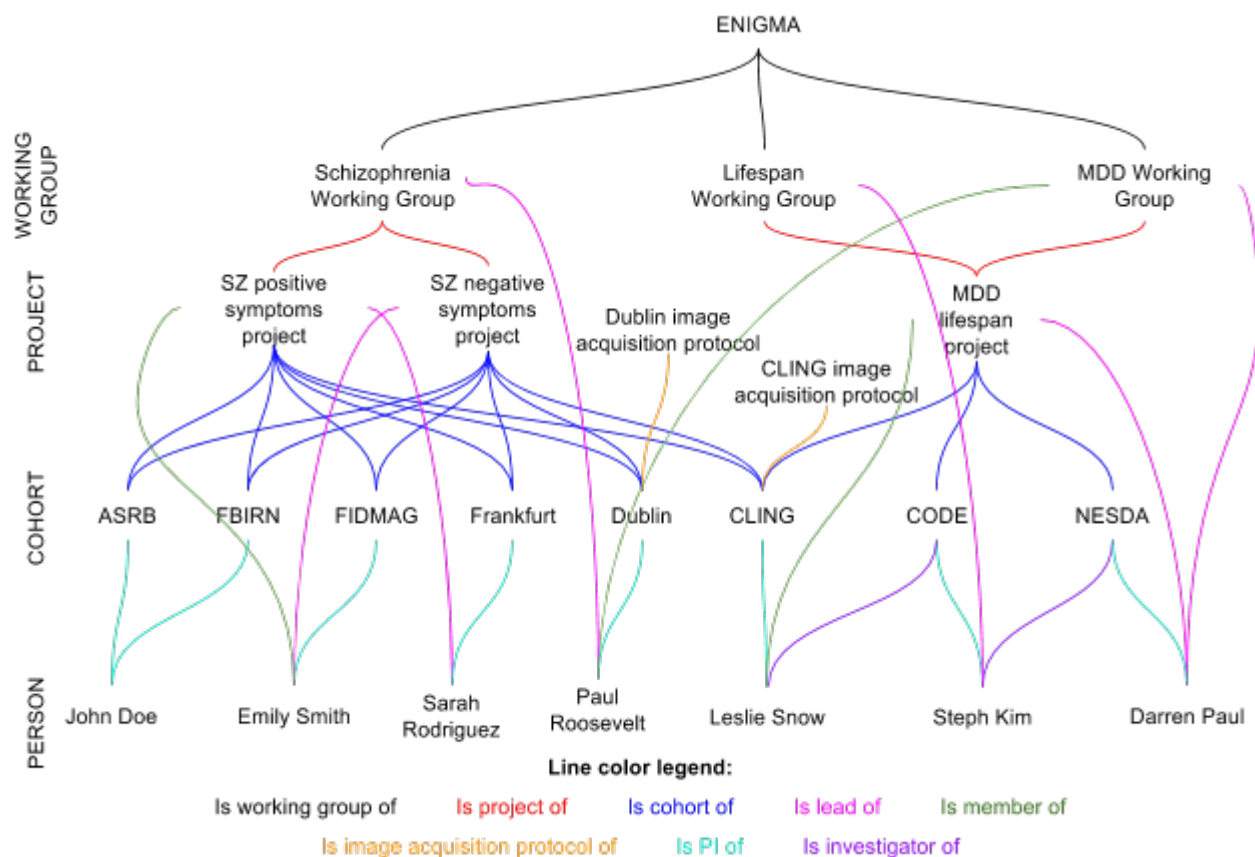 ENIGMA
WORKING
GROUP
Schizophrenia
Working Group
Lifespan
Working Group
MDD Working
Group
PROJECT
SZ positive
symptoms
project
SZ negative
symptoms
project
Dublin image
acquisition protocol
CLING image
acquisition protocol
MDD
lifespan
project
COHORT
ASRB
FBIRN
FIDMAG
Frankfurt
Dublin
CLING
CODE
NESDA
PERSON
John Doe
Emily Smith
Sarah
Rodriguez
Paul
Roosevelt
Leslie Snow
Steph Kim
Darren Paul
Line color legend:
Is working group of
Is project of
Is cohort of
Is lead of
Is member of
Is image acquisition protocol of
Is PI of
Is investigator of